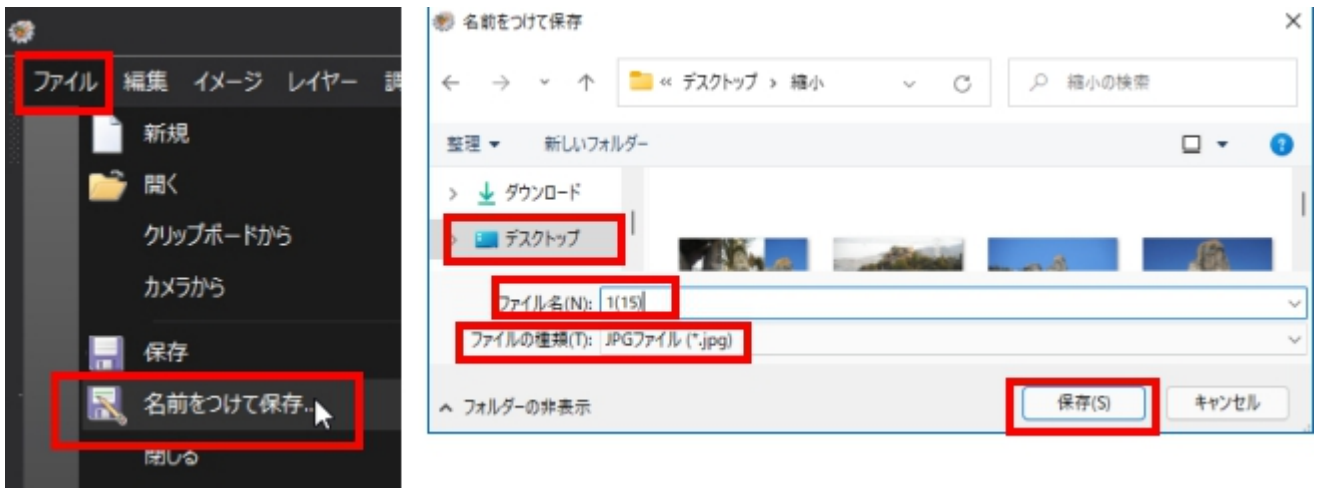 ファイル 編集 イメージ レイヤー
新規
開く
クリップボードから
カメラから
保存
名前をつけて保存...
閉じる
名前をつけて保存
« デスクトップ › 縮小
縮小の検索
整理 新しいフォルダー
ダウンロード
デスクトップ
ファイル名(N): 1(15)
ファイルの種類(T): JPGファイル (*.jpg)
フォルダーの非表示
保存(S) キャンセル